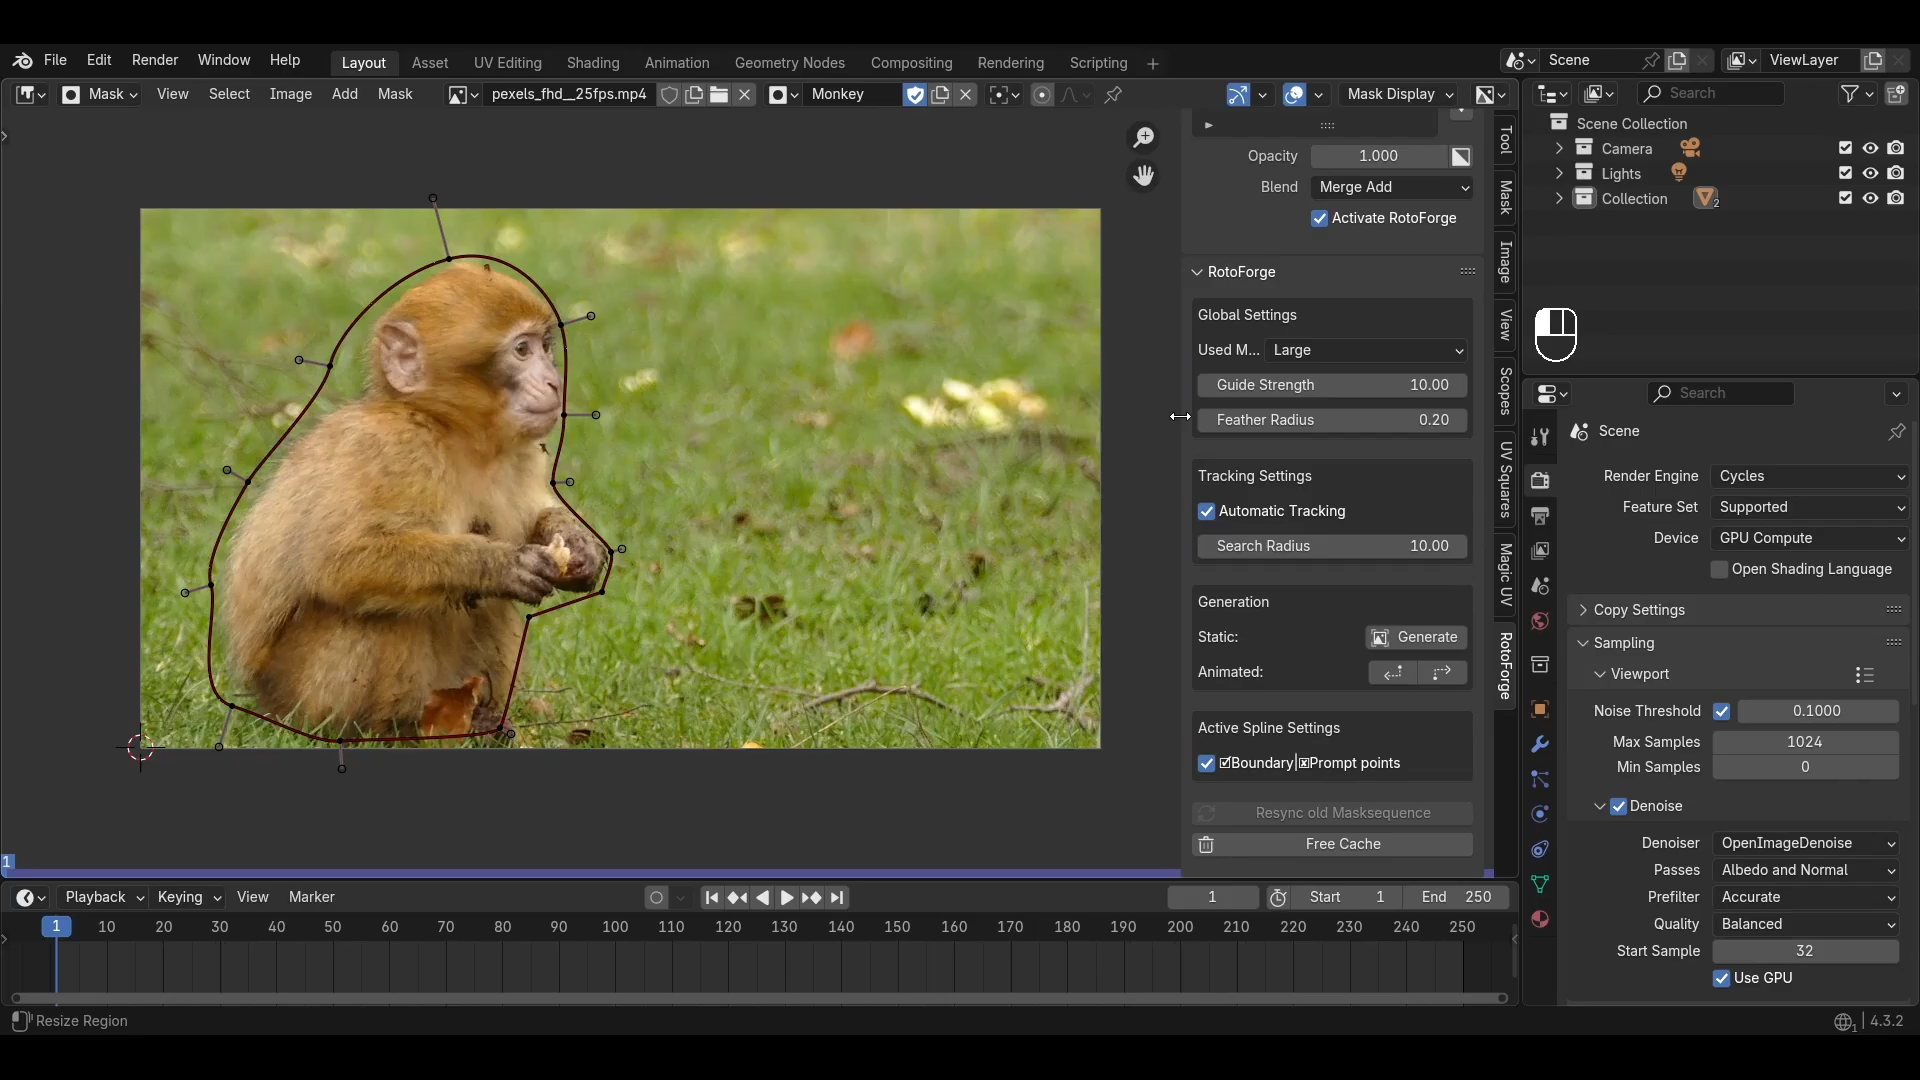 File Edit Render Window Help Layout Asset UV Editing Shading Animation Geometry Nodes Compositing Rendering Scripting + Scene ViewLayer
Mask View Select Image Add Mask pexels_fhd__25fps.mp4 Monkey Mask Display Search
Scene Collection
Camera
Lights
Collection 2
Opacity 1.000
Blend Merge Add
Activate RotoForge
RotoForge
Global Settings
Used M... Large
Guide Strength 10.00
Feather Radius 0.20
Tracking Settings
Automatic Tracking
Search Radius 10.00
Generation
Static: Generate
Animated:
Active Spline Settings
☑Boundary|☒Prompt points
Resync old Masksequence
Free Cache
Tool
Mask
Image
View
Scopes
UV Squares
Magic UV
RotoForge
Search
Scene
Render Engine Cycles
Feature Set Supported
Device GPU Compute
Open Shading Language
Copy Settings
Sampling
Viewport
Noise Threshold 0.1000
Max Samples 1024
Min Samples 0
Denoise
Denoiser OpenImageDenoise
Passes Albedo and Normal
Prefilter Accurate
Quality Balanced
Start Sample 32
Use GPU
1
Playback Keying View Marker 1 Start 1 End 250
1 10 20 30 40 50 60 70 80 90 100 110 120 130 140 150 160 170 180 190 200 210 220 230 240 250
Resize Region 1 4.3.2